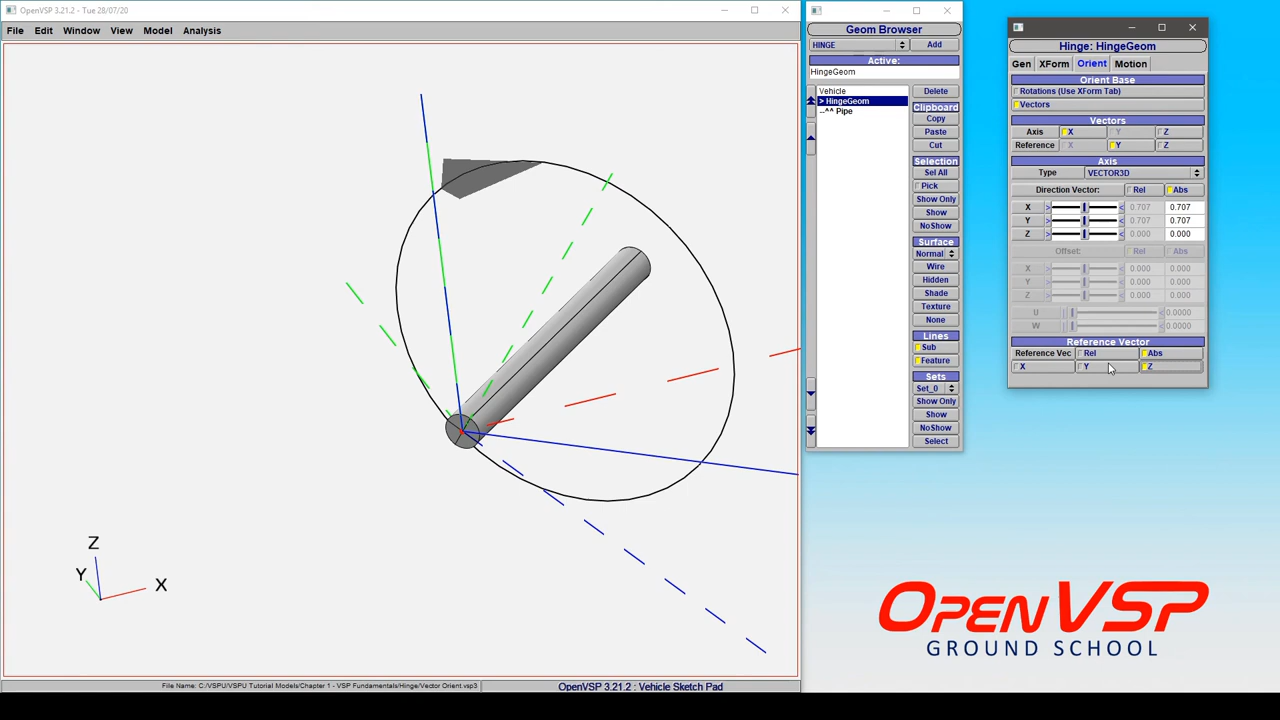 OpenVSP 3.21.2 - Tue 28/07/20
File Edit Window View Model Analysis
Z
Y
X
File Name: C:/VSPU/VSPU Tutorial Models/Chapter 1 - VSP Fundamentals/Hinge/Vector Orient.vsp3
OpenVSP 3.21.2 : Vehicle Sketch Pad
Geom Browser
HINGE Add
Active:
HingeGeom
Vehicle
> HingeGeom
--^^ Pipe
Delete
Clipboard
Copy
Paste
Cut
Selection
Sel All
Pick
Show Only
Show
NoShow
Surface
Normal
Wire
Hidden
Shade
Texture
None
Lines
Sub
Feature
Sets
Set_0
Show Only
Show
NoShow
Select
Hinge: HingeGeom
Gen XForm Orient Motion
Orient Base
Rotations (Use XForm Tab)
Vectors
Vectors
Axis X Y Z
Reference X Y Z
Axis
Type VECTOR3D
Direction Vector: Rel Abs
X > < 0.707 0.707
Y > < 0.707 0.707
Z > < 0.000 0.000
Offset: Rel Abs
X > < 0.000 0.000
Y > < 0.000 0.000
Z > < 0.000 0.000
U | <0.0000
W | <0.0000
Reference Vector
Reference Vec Rel Abs
X Y Z
OPENVSP
GROUND SCHOOL